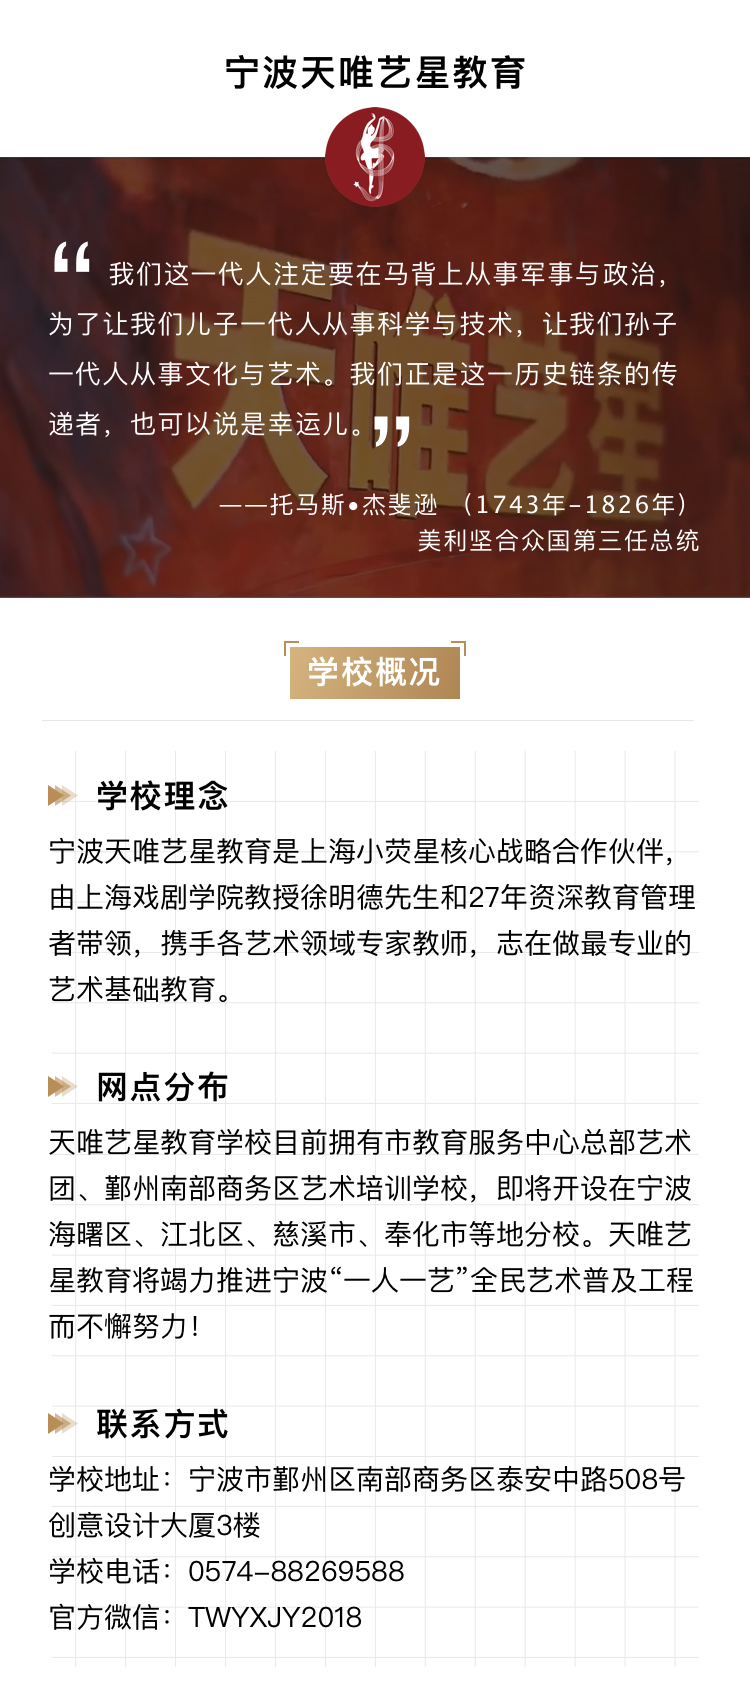 宁波天唯艺星教育
天唯艺星
“ 我们这一代人注定要在马背上从事军事与政治，
为了让我们儿子一代人从事科学与技术，让我们孙子
一代人从事文化与艺术。我们正是这一历史链条的传
递者，也可以说是幸运儿。”
——托马斯•杰斐逊 （1743年-1826年）
美利坚合众国第三任总统
学校概况
学校理念
宁波天唯艺星教育是上海小荧星核心战略合作伙伴，
由上海戏剧学院教授徐明德先生和27年资深教育管理
者带领，携手各艺术领域专家教师，志在做最专业的
艺术基础教育。
网点分布
天唯艺星教育学校目前拥有市教育服务中心总部艺术
团、鄞州南部商务区艺术培训学校，即将开设在宁波
海曙区、江北区、慈溪市、奉化市等地分校。天唯艺
星教育将竭力推进宁波“一人一艺”全民艺术普及工程
而不懈努力！
联系方式
学校地址：宁波市鄞州区南部商务区泰安中路508号
创意设计大厦3楼
学校电话：0574-88269588
官方微信：TWYXJY2018